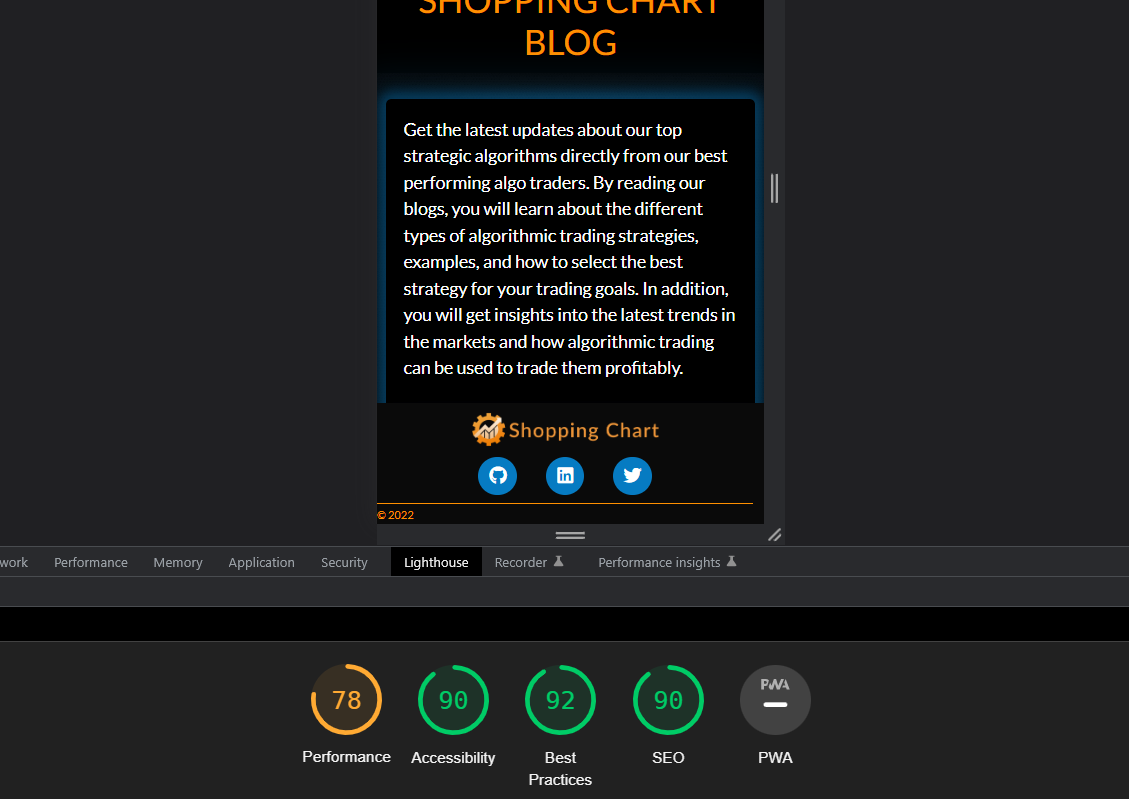 SHOPPING CHART
BLOG
Get the latest updates about our top
strategic algorithms directly from our best
performing algo traders. By reading our
blogs, you will learn about the different
types of algorithmic trading strategies,
examples, and how to select the best
strategy for your trading goals. In addition,
you will get insights into the latest trends in
the markets and how algorithmic trading
can be used to trade them profitably.
Shopping Chart
© 2022
work Performance Memory Application Security Lighthouse Recorder Performance insights
78 90 92 90 PWA
Performance Accessibility Best SEO PWA
Practices